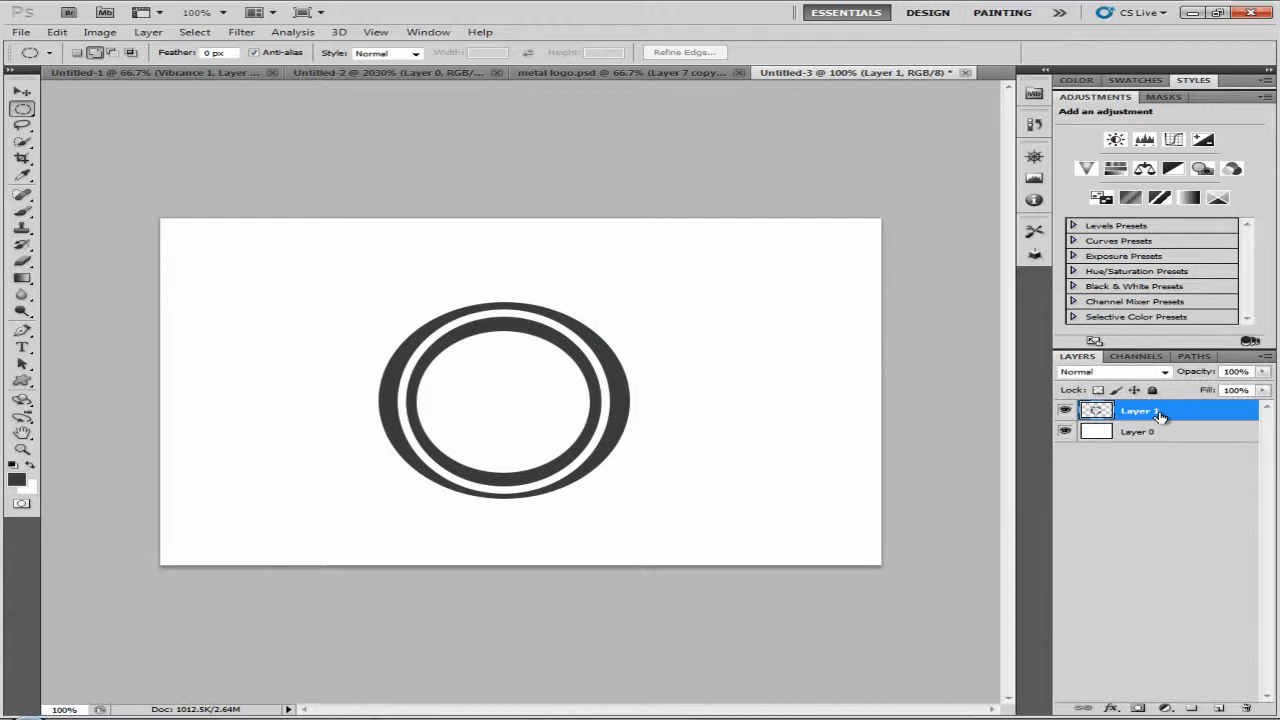 Ps Br Mb 100% ESSENTIALS DESIGN PAINTING CS Live
File Edit Image Layer Select Filter Analysis 3D View Window Help
Feather: 0 px Anti-alias Style: Normal Width: Height: Refine Edge...
Untitled-1 @ 66.7% (Vibrance 1, Layer ... Untitled-2 @ 2030% (Layer 0, RGB/... metal logo.psd @ 66.7% (Layer 7 copy... Untitled-3 @ 100% (Layer 1, RGB/8) *
COLOR SWATCHES STYLES
ADJUSTMENTS MASKS
Add an adjustment
Levels Presets
Curves Presets
Exposure Presets
Hue/Saturation Presets
Black & White Presets
Channel Mixer Presets
Selective Color Presets
LAYERS CHANNELS PATHS
Normal Opacity: 100%
Lock: Fill: 100%
Layer 1
Layer 0
100% Doc: 1012.5K/2.64M